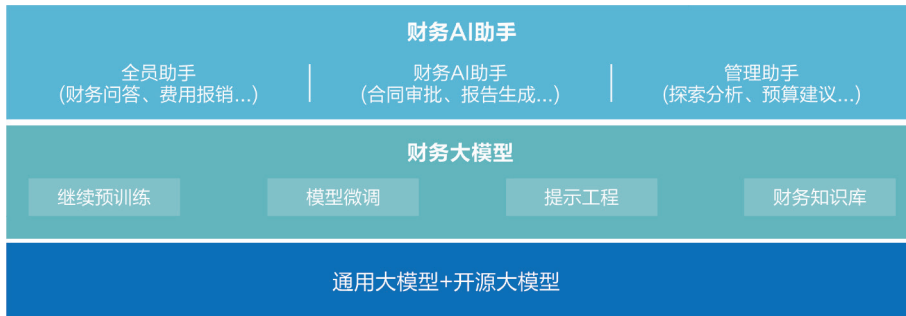 财务AI助手
全员助手
(财务问答、费用报销...)
财务AI助手
(合同审批、报告生成...)
管理助手
(探索分析、预算建议...)
财务大模型
继续预训练
模型微调
提示工程
财务知识库
通用大模型+开源大模型